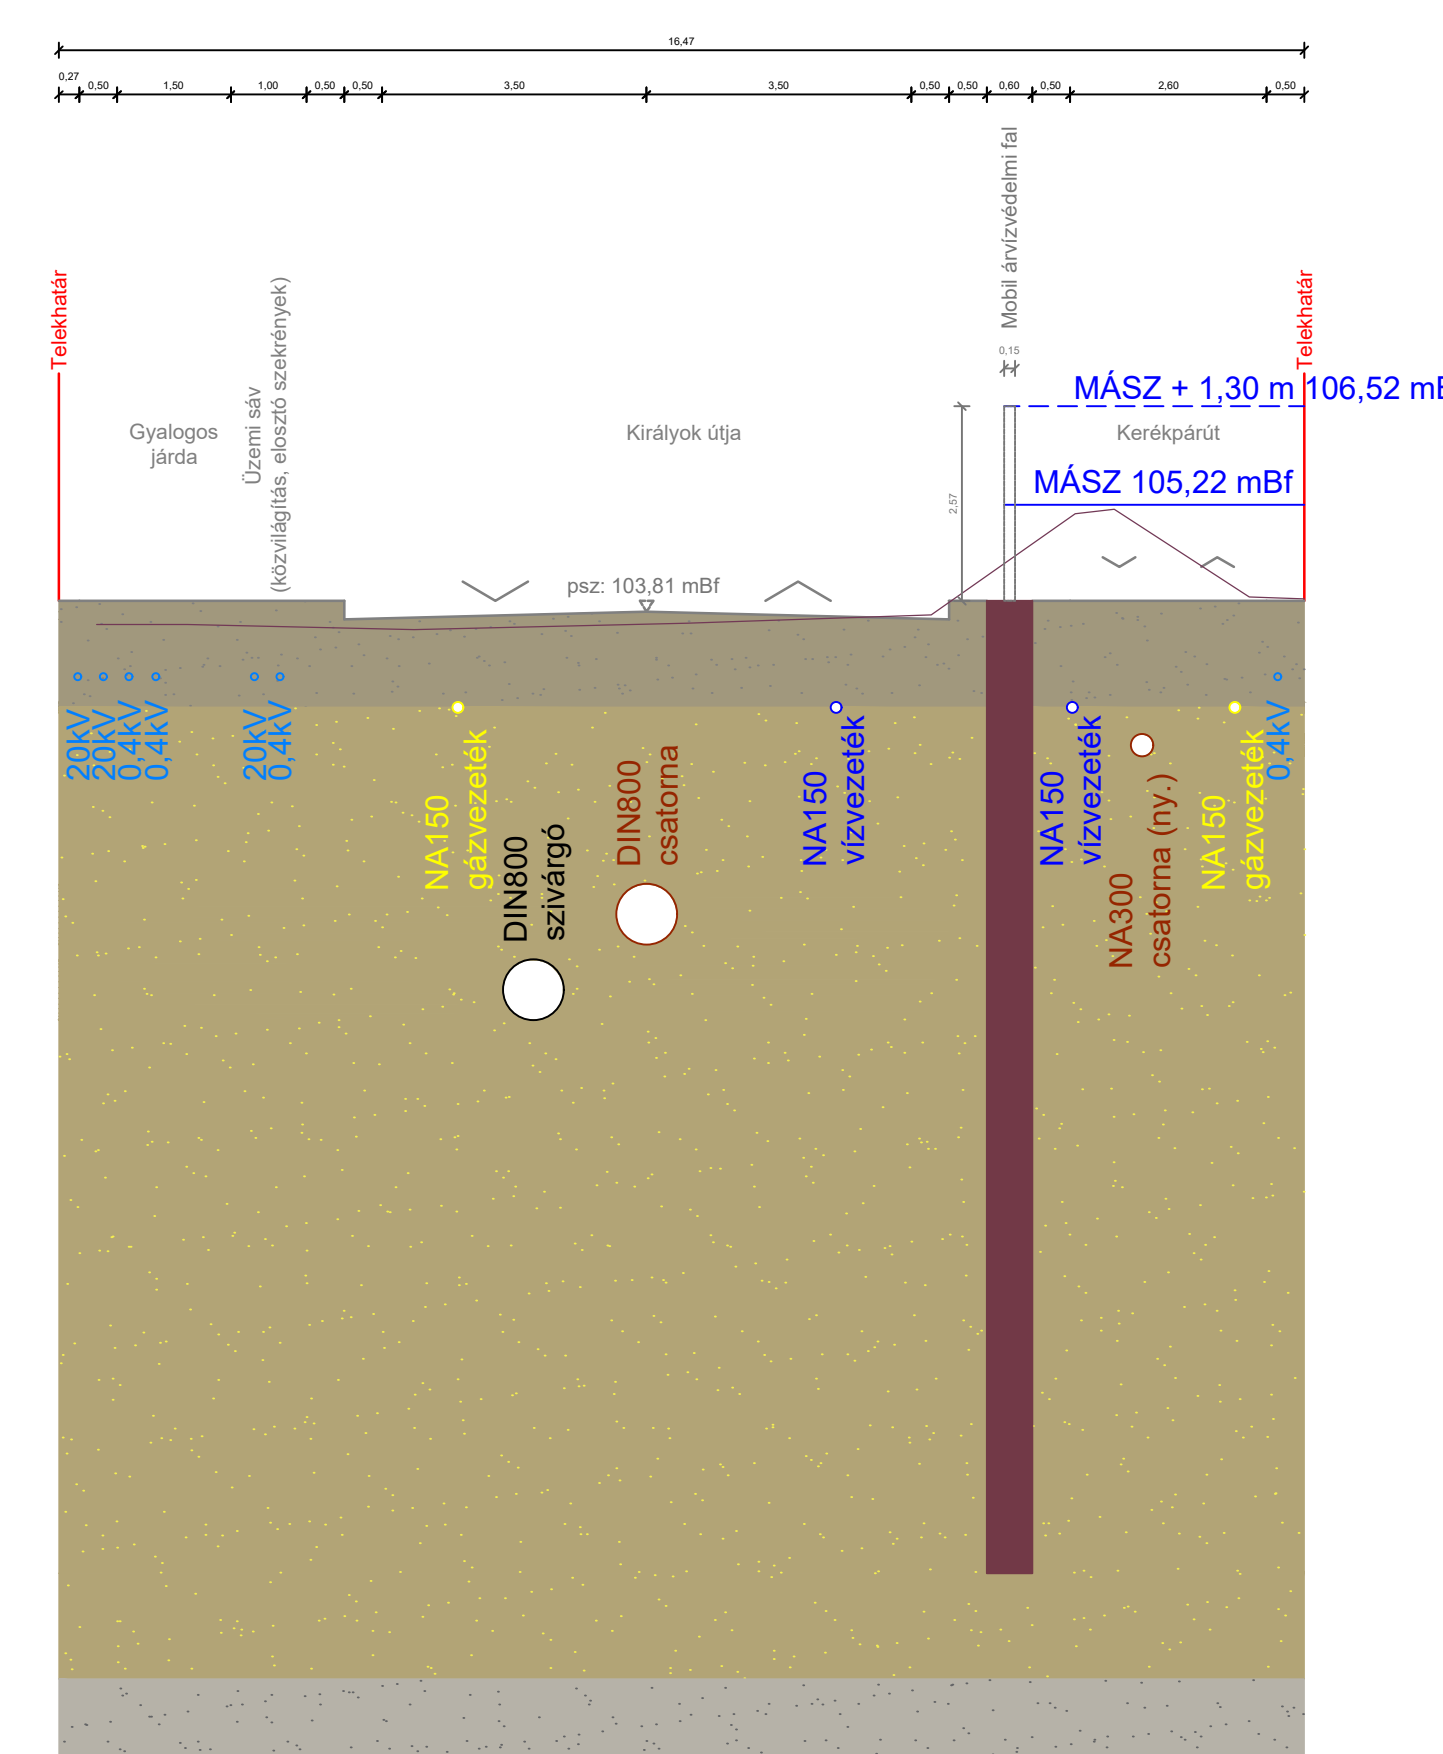 16,47
0,27
0,50
1,50
1,00
0,50
0,50
3,50
3,50
0,50
0,50
0,60
0,50
2,60
0,50
Mobil árvízvédelmi fal
Telekhatár
Üzemi sáv
(közvilágítás, elosztó szekrények)
Telekhatár
0,15
MÁSZ + 1,30 m 106,52 mB
Gyalogos
járda
Királyok útja
Kerékpárút
MÁSZ 105,22 mBf
2,57
psz: 103,81 mBf
20kV
20kV
0,4kV
0,4kV
20kV
0,4kV
NA150
gázvezeték
DIN800
szivárgó
DIN800
csatorna
NA150
vízvezeték
NA150
vízvezeték
NA300
csatorna (ny.)
NA150
gázvezeték
0,4kV